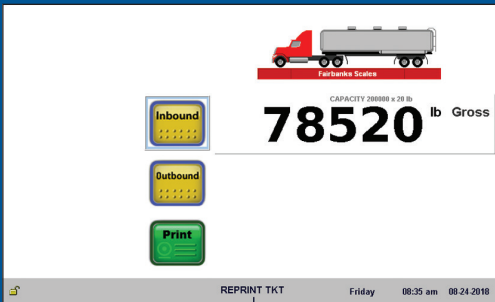 Fairbanks Scales
CAPACITY 200000 x 20 lb
78520 lb Gross
Inbound
Outbound
Print
REPRINT TKT
Friday 08:35 am 08-24-2018